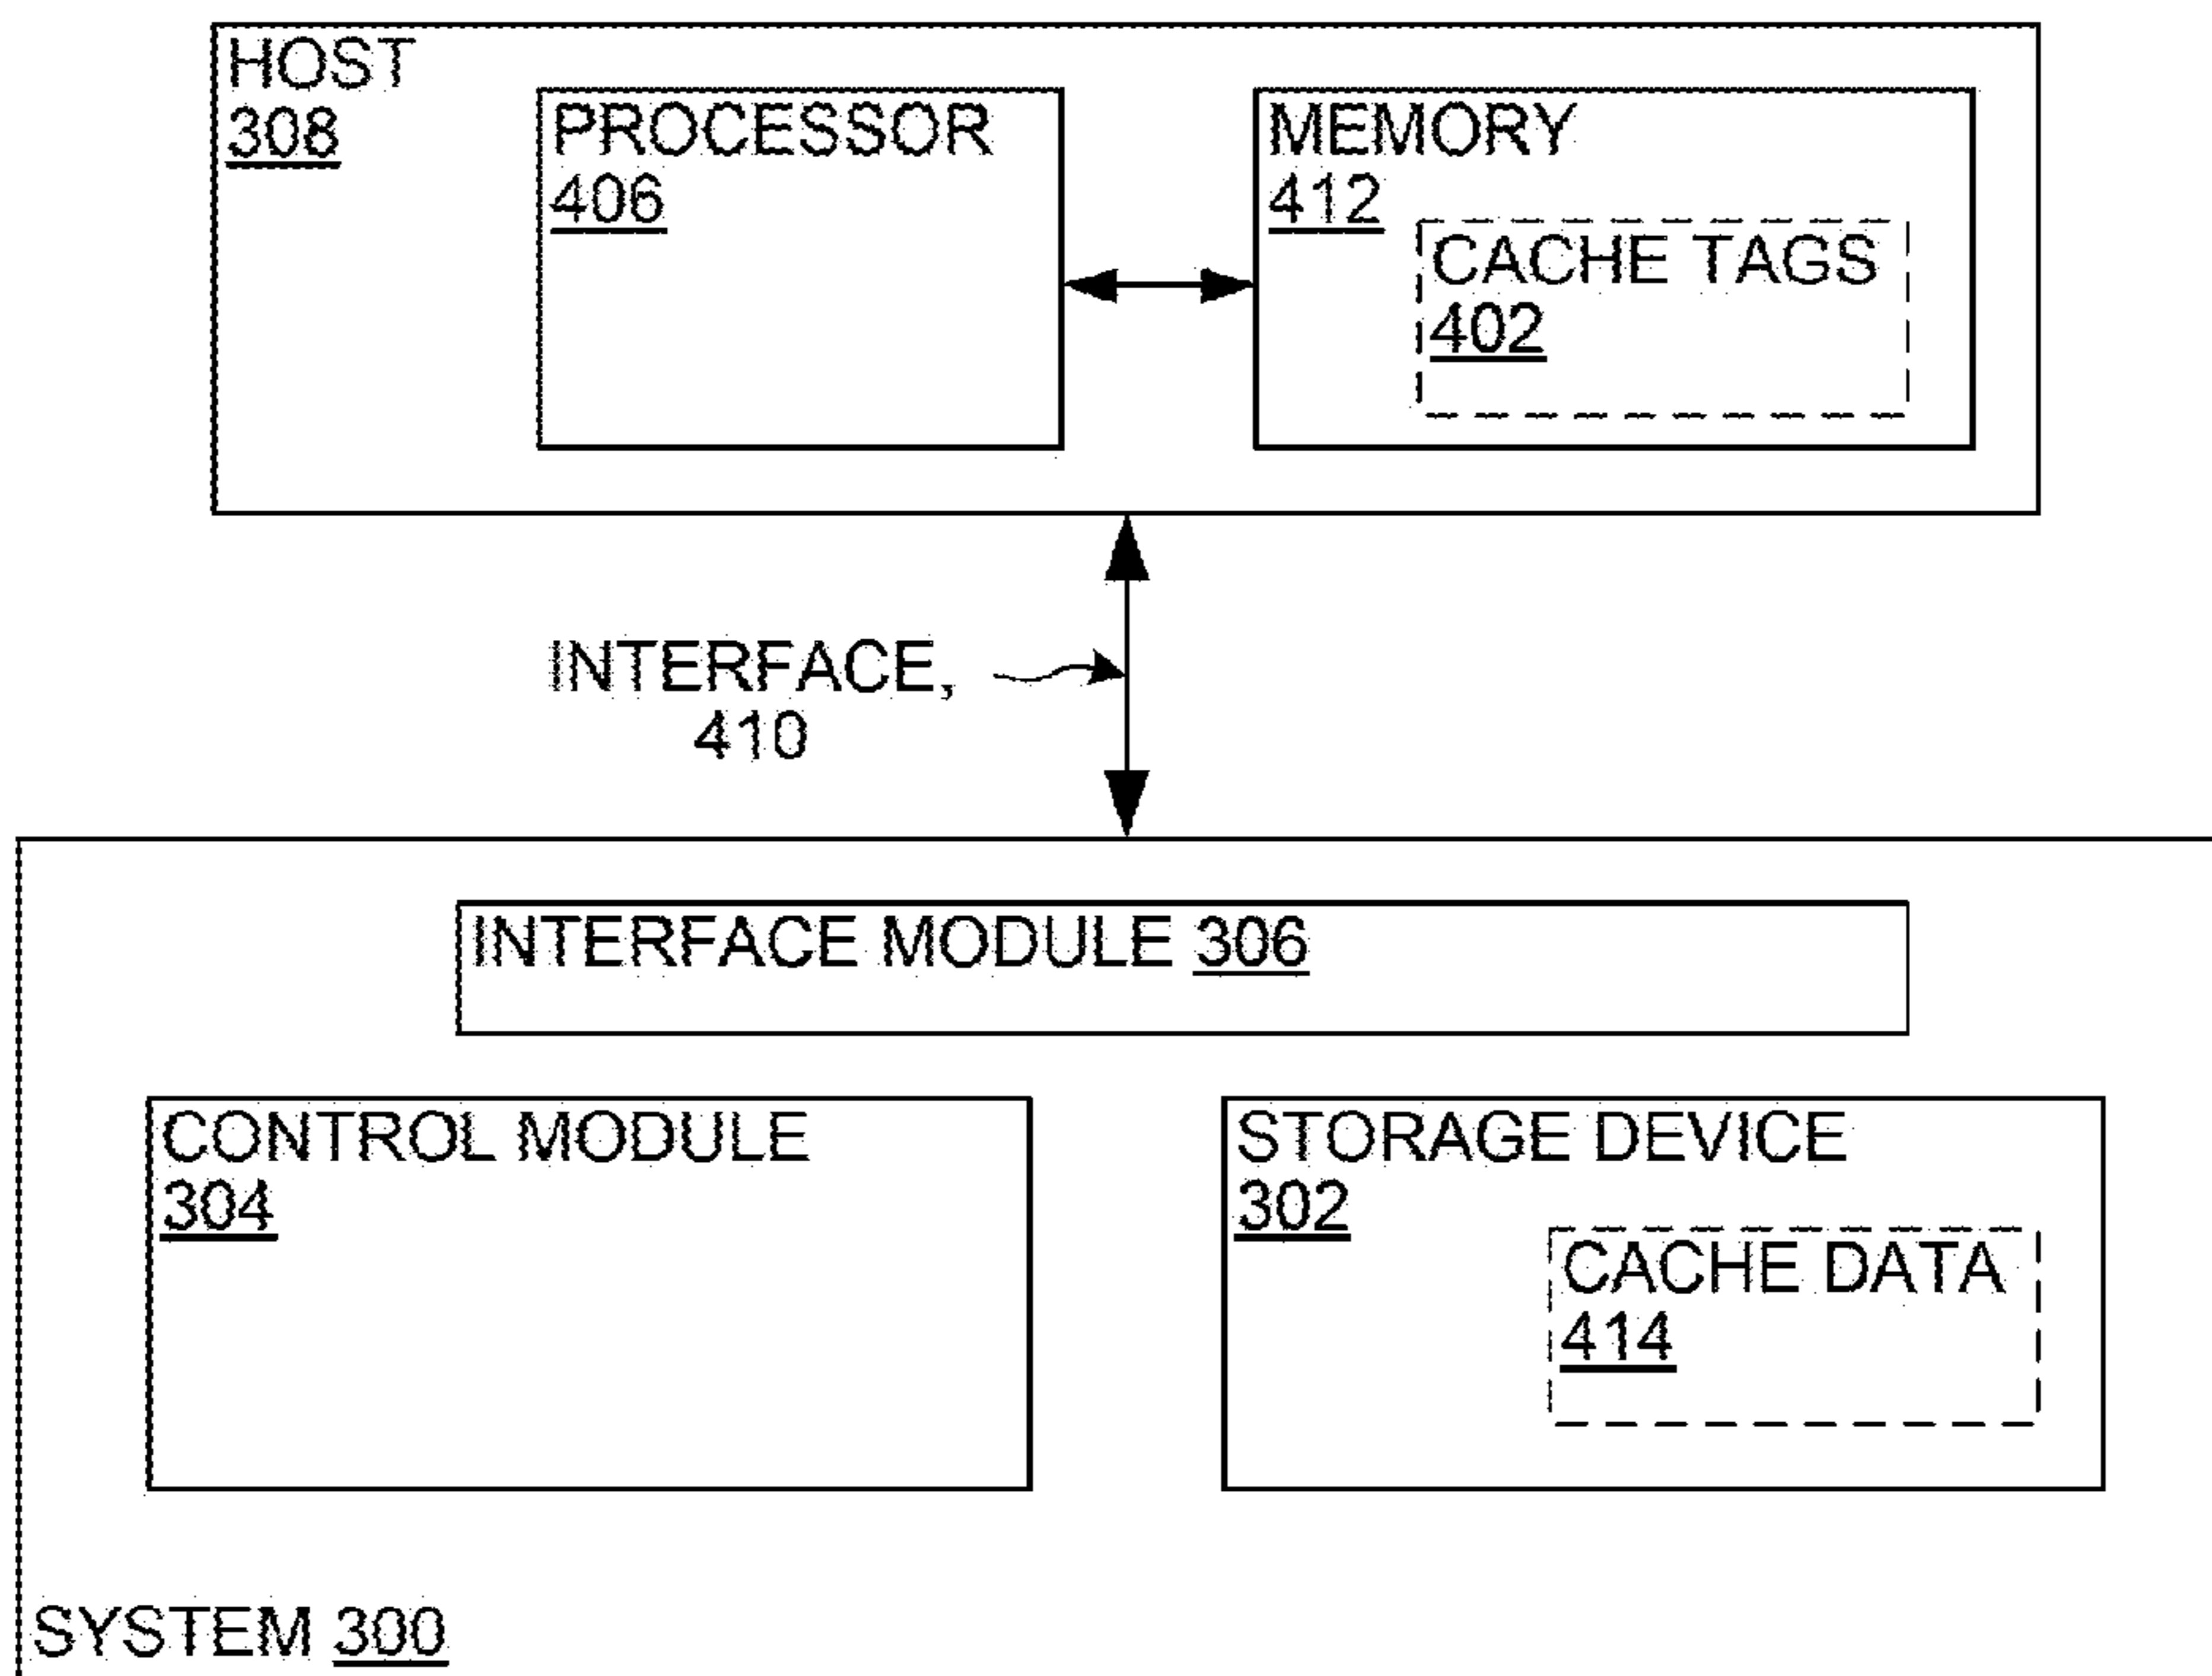 HOST
308
PROCESSOR
406
MEMORY
412
CACHE TAGS
402
INTERFACE,
410
INTERFACE MODULE 306
CONTROL MODULE
304
STORAGE DEVICE
302
CACHE DATA
414
SYSTEM 300